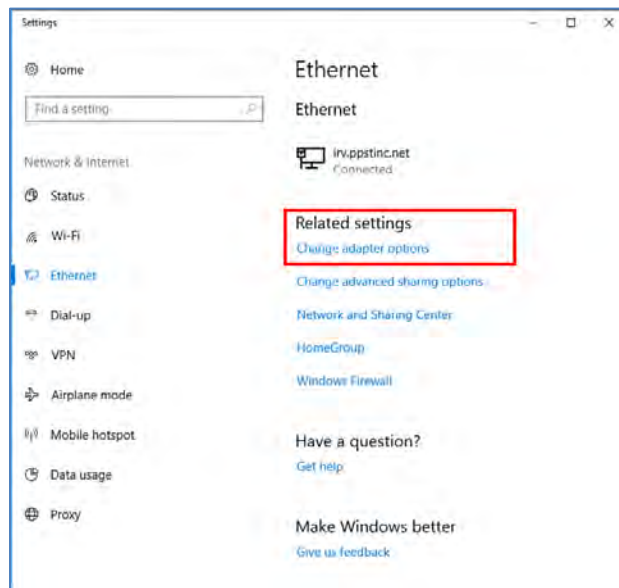 Settings
Home
Find a setting
Network & Internet
Status
Wi-Fi
Ethernet
Dial-up
VPN
Airplane mode
Mobile hotspot
Data usage
Proxy
Ethernet
Ethernet
irv.ppstinc.net
Connected
Related settings
Change adapter options
Change advanced sharing options
Network and Sharing Center
HomeGroup
Windows Firewall
Have a question?
Get help
Make Windows better
Give us feedback